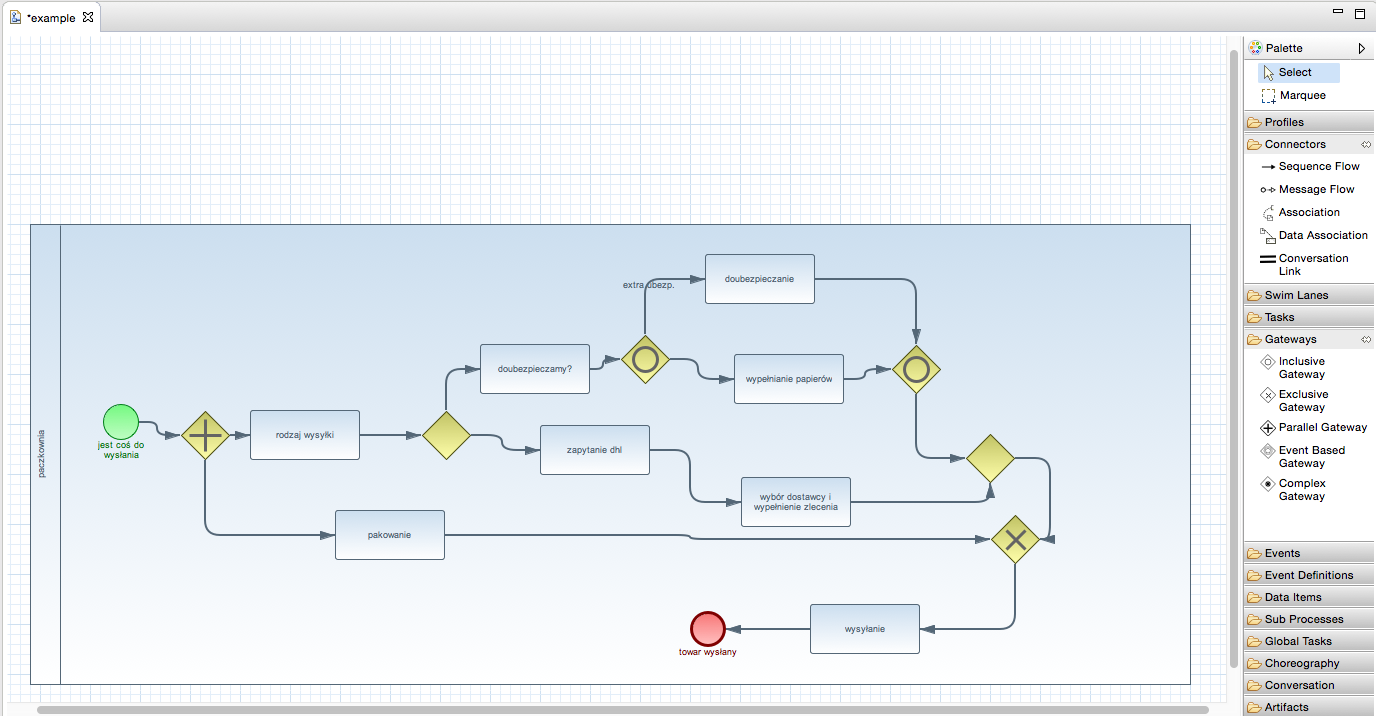 *example
Palette
Select
Marquee
Profiles
Connectors
Sequence Flow
Message Flow
Association
Data Association
Conversation
Link
Swim Lanes
Tasks
Gateways
Inclusive
Gateway
Exclusive
Gateway
Parallel Gateway
Event Based
Gateway
Complex
Gateway
Events
Event Definitions
Data Items
Sub Processes
Global Tasks
Choreography
Conversation
Artifacts
paczkownia
jest coś do
wysłania
rodzaj wysyłki
pakowanie
doubezpieczamy?
zapytanie dhl
extra ubezp.
doubezpieczanie
wypełnianie papierów
wybór dostawcy i
wypełnienie zlecenia
wysyłanie
towar wysłany